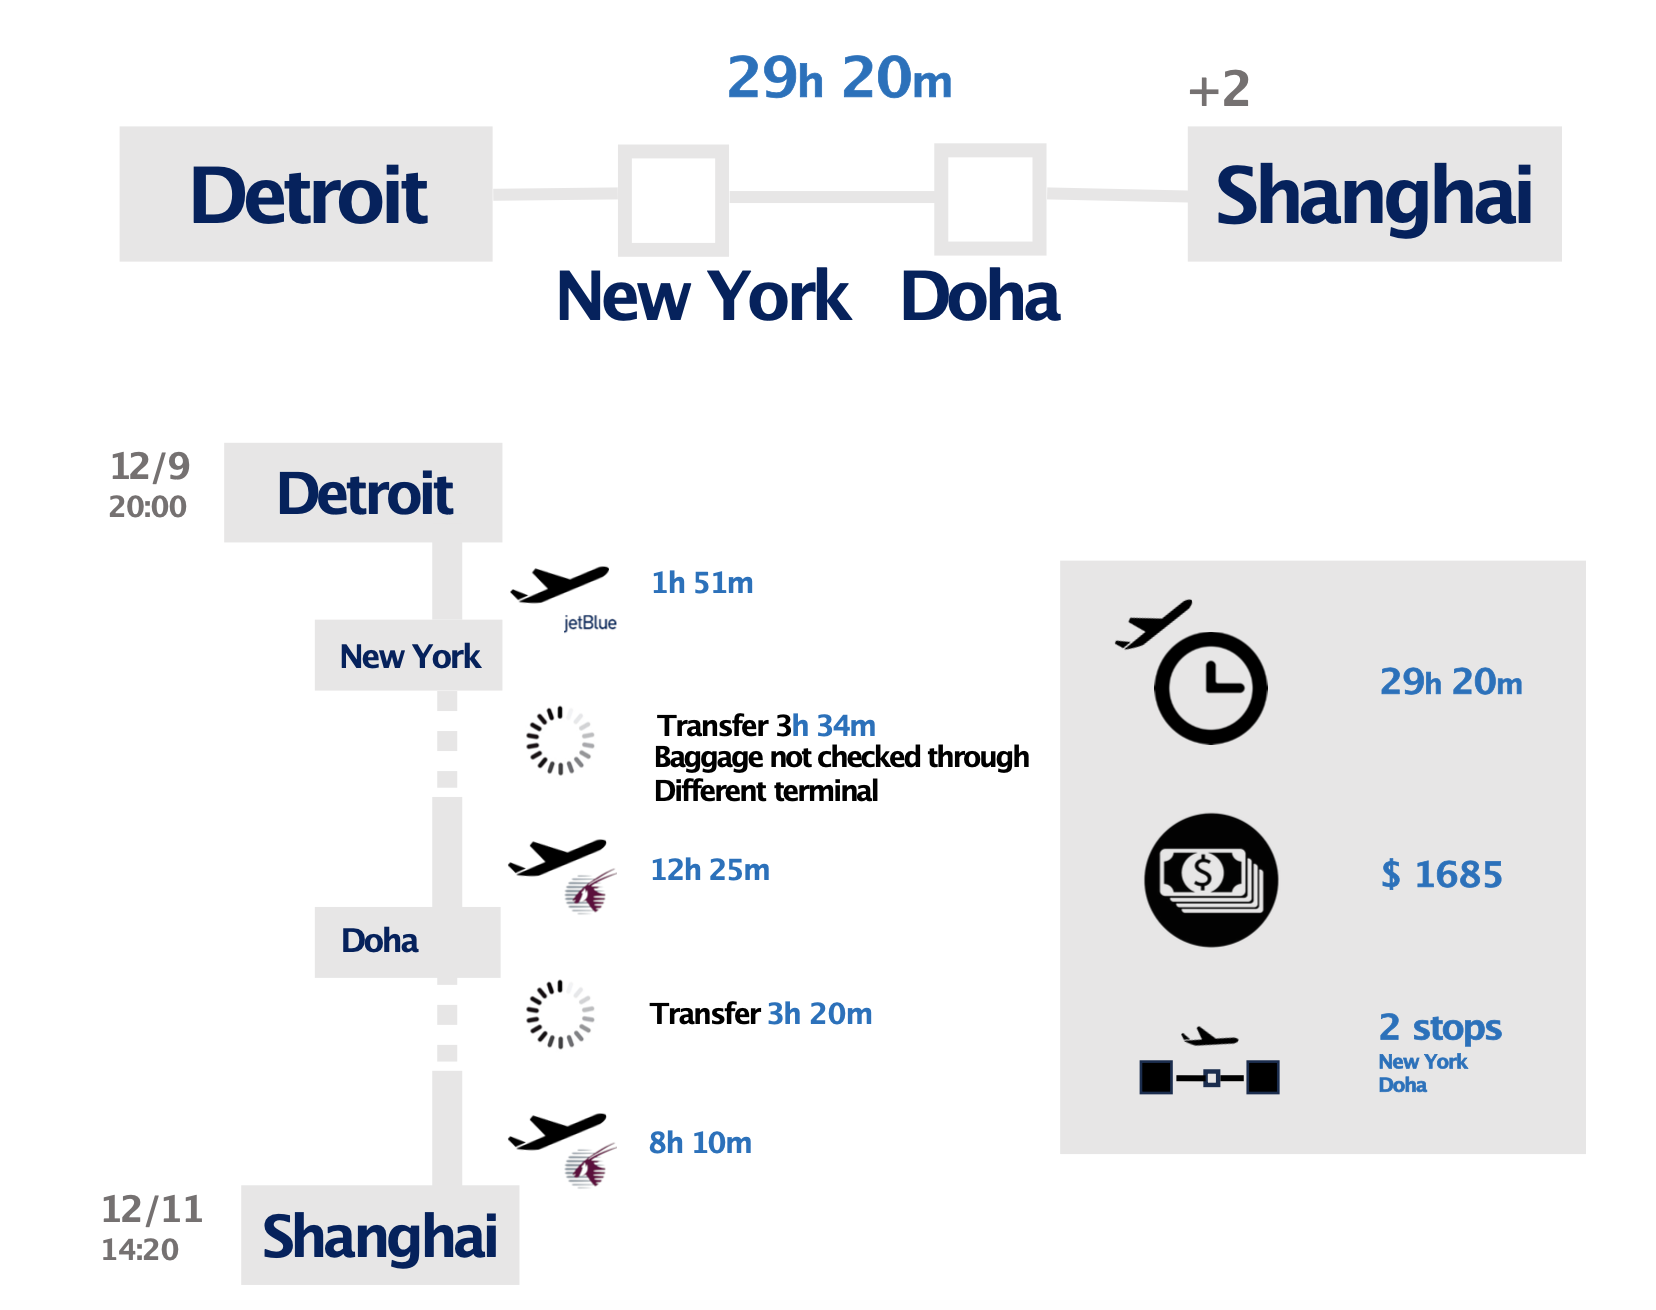 29h 20m
+2
Detroit
Shanghai
New York
Doha
12/9
20:00
Detroit
1h 51m
jetBlue
New York
Transfer 3h 34m
Baggage not checked through
Different terminal
12h 25m
Doha
Transfer 3h 20m
8h 10m
12/11
14:20
Shanghai
29h 20m
$
$ 1685
2 stops
New York
Doha